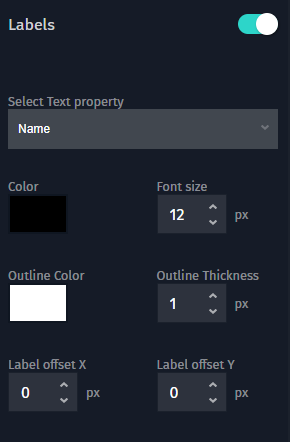 Labels
Select Text property
Name
Color Font size
12 px
Outline Color Outline Thickness
1 px
Label offset X Label offset Y
0 px 0 px